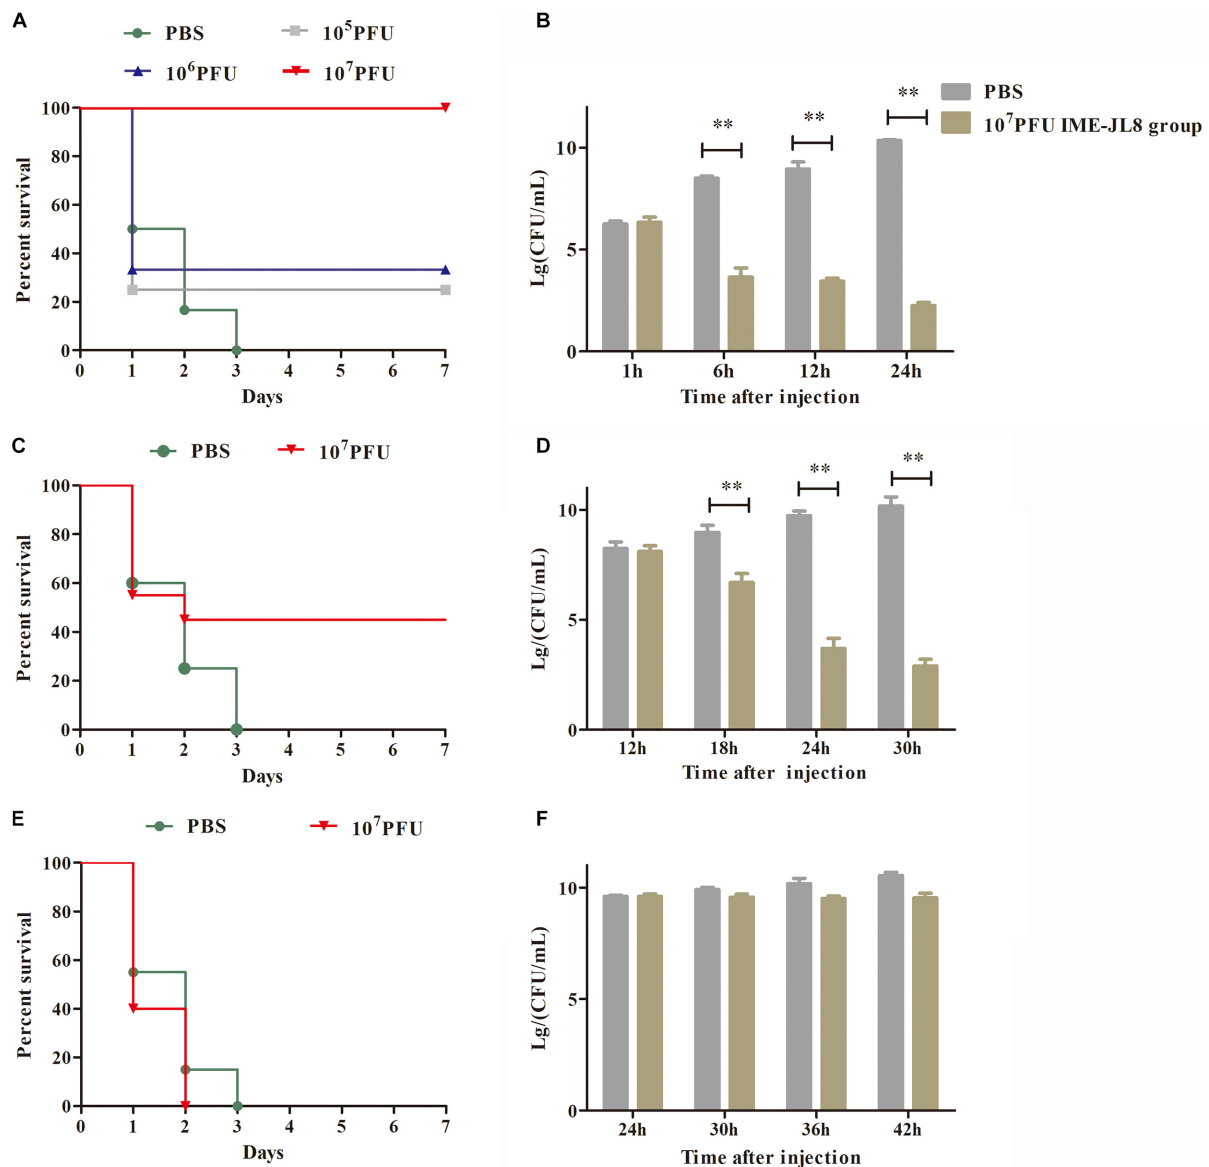 A
PBS
10⁵PFU
10⁶PFU
10⁷PFU
Percent survival
100
80
60
40
20
0
0 1 2 3 4 5 6 7
Days
B
PBS
10⁷PFU IME-JL8 group
Lg(CFU/mL)
10
5
0
** ** **
1h 6h 12h 24h
Time after injection
C
PBS
10⁷PFU
Percent survival
100
80
60
40
20
0
0 1 2 3 4 5 6 7
Days
D
Lg/(CFU/mL)
10
5
0
** ** **
12h 18h 24h 30h
Time after injection
E
PBS
10⁷PFU
Percent survival
100
80
60
40
20
0
0 1 2 3 4 5 6 7
Days
F
Lg/(CFU/mL)
10
5
0
24h 30h 36h 42h
Time after injection